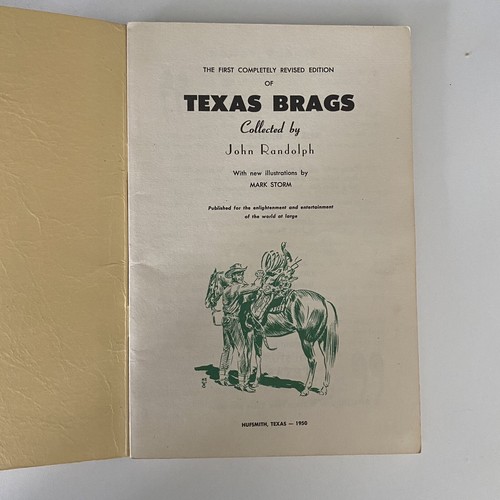 THE FIRST COMPLETELY REVISED EDITION
OF
TEXAS BRAGS
Collected by
John Randolph
With new illustrations by
MARK STORM
Published for the enlightenment and entertainment
of the world at large
HUFSMITH, TEXAS — 1950